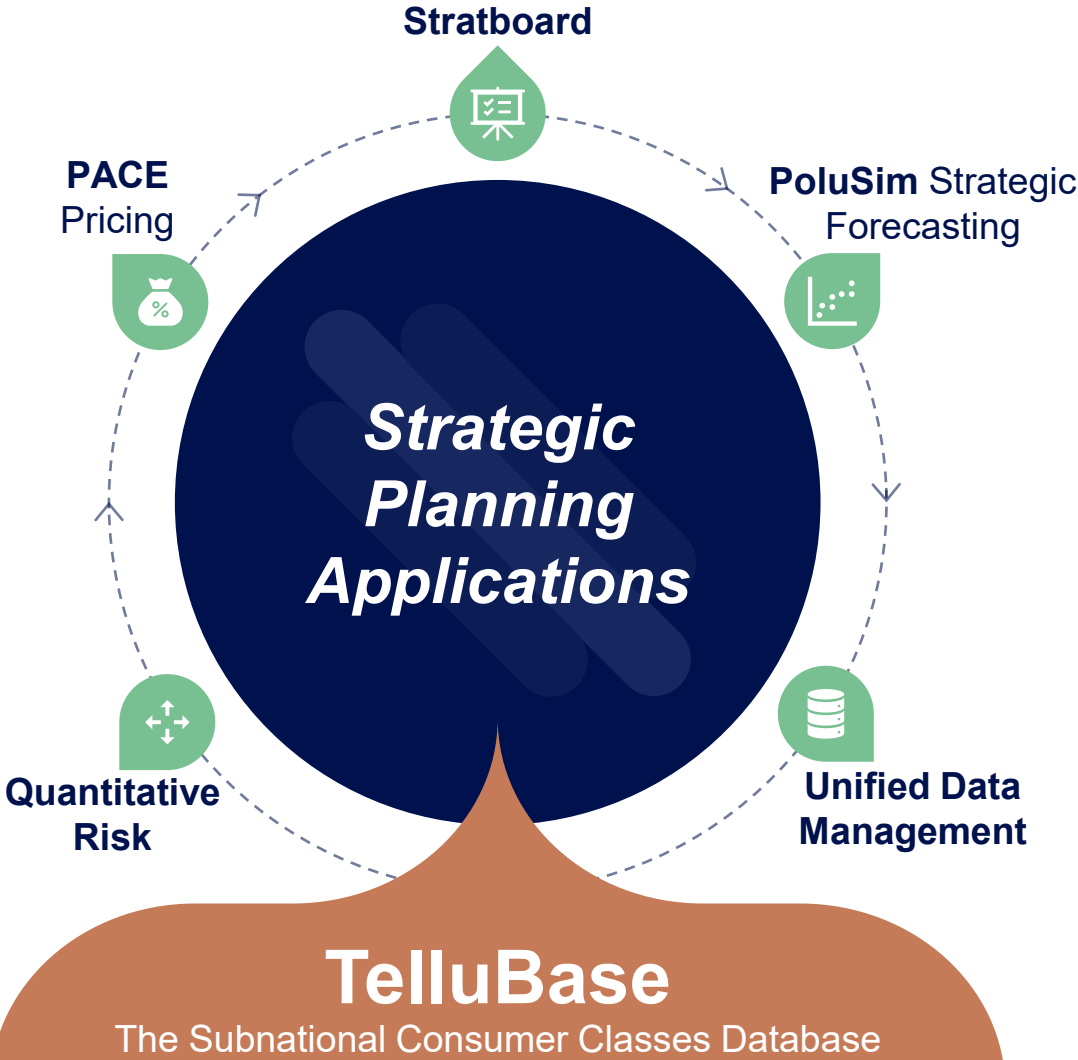 Stratboard
PACE
Pricing
PoluSim Strategic
Forecasting
%
Strategic
Planning
Applications
Quantitative
Risk
Unified Data
Management
TelluBase
The Subnational Consumer Classes Database